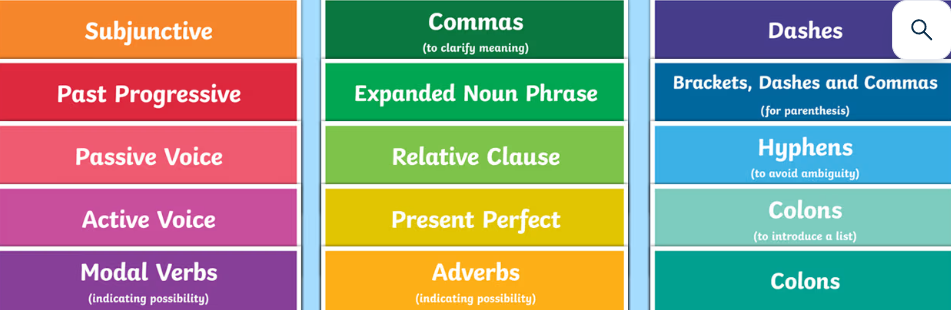 Subjunctive
Past Progressive
Passive Voice
Active Voice
Modal Verbs
(indicating possibility)
Commas
(to clarify meaning)
Expanded Noun Phrase
Relative Clause
Present Perfect
Adverbs
(indicating possibility)
Dashes
Brackets, Dashes and Commas
(for parenthesis)
Hyphens
(to avoid ambiguity)
Colons
(to introduce a list)
Colons